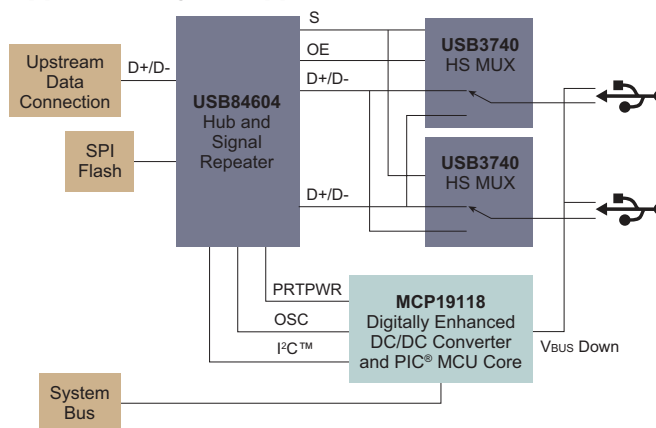 S
OE
D+/D-
D+/D-
Upstream
Data
Connection
SPI
Flash
USB84604
Hub and
Signal
Repeater
D+/D-
USB3740
HS MUX
USB3740
HS MUX
PRTPWR
OSC
I²C™
MCP19118
Digitally Enhanced
DC/DC Converter
and PIC® MCU Core
VBUS Down
System
Bus